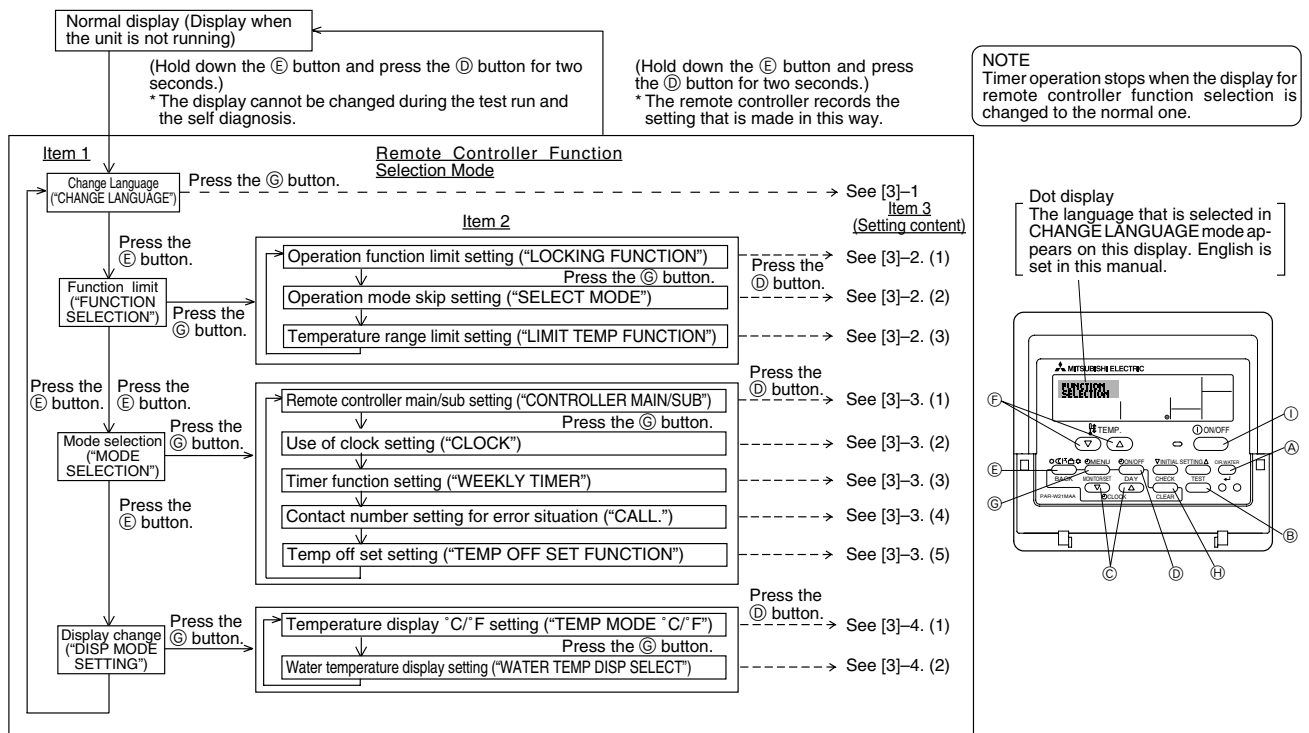 Normal display (Display when
the unit is not running)
(Hold down the Ⓔ button and press the Ⓓ button for two
seconds.)
* The display cannot be changed during the test run and
the self diagnosis.
(Hold down the Ⓔ button and press
the Ⓓ button for two seconds.)
* The remote controller records the
setting that is made in this way.
NOTE
Timer operation stops when the display for
remote controller function selection is
changed to the normal one.
Item 1
Remote Controller Function
Selection Mode
Change Language
("CHANGE LANGUAGE")
Press the Ⓖ button.
See [3]–1
Item 2
Item 3
(Setting content)
Press the
Ⓔ button.
Function limit
("FUNCTION
SELECTION")
Press the
Ⓖ button.
Operation function limit setting ("LOCKING FUNCTION")
Press the Ⓖ button.
Operation mode skip setting ("SELECT MODE")
Temperature range limit setting ("LIMIT TEMP FUNCTION")
Press the
Ⓓ button.
See [3]–2. (1)
See [3]–2. (2)
See [3]–2. (3)
Press the
Ⓔ button.
Press the
Ⓔ button.
Mode selection
("MODE
SELECTION")
Press the
Ⓖ button.
Remote controller main/sub setting ("CONTROLLER MAIN/SUB")
Press the Ⓖ button.
Use of clock setting ("CLOCK")
Timer function setting ("WEEKLY TIMER")
Contact number setting for error situation ("CALL.")
Temp off set setting ("TEMP OFF SET FUNCTION")
Press the
Ⓓ button.
See [3]–3. (1)
See [3]–3. (2)
See [3]–3. (3)
See [3]–3. (4)
See [3]–3. (5)
Press the
Ⓔ button.
Display change
("DISP MODE
SETTING")
Press the
Ⓖ button.
Temperature display ˚C/˚F setting ("TEMP MODE ˚C/˚F")
Press the Ⓖ button.
Water temperature display setting ("WATER TEMP DISP SELECT")
Press the
Ⓓ button.
See [3]–4. (1)
See [3]–4. (2)
Dot display
The language that is selected in
CHANGE LANGUAGE mode ap-
pears on this display. English is
set in this manual.
MITSUBISHI ELECTRIC
FUNCTION
SELECTION
TEMP.
ON/OFF
MENU
ON/OFF
INITIAL SETTING
CIR.WATER
BACK
MONITOR/SET
DAY
CHECK
TEST
PAR-W21MAA
CLOCK
CLEAR
Ⓕ
Ⓘ
Ⓐ
Ⓔ
Ⓖ
Ⓑ
Ⓒ
Ⓓ
Ⓗ